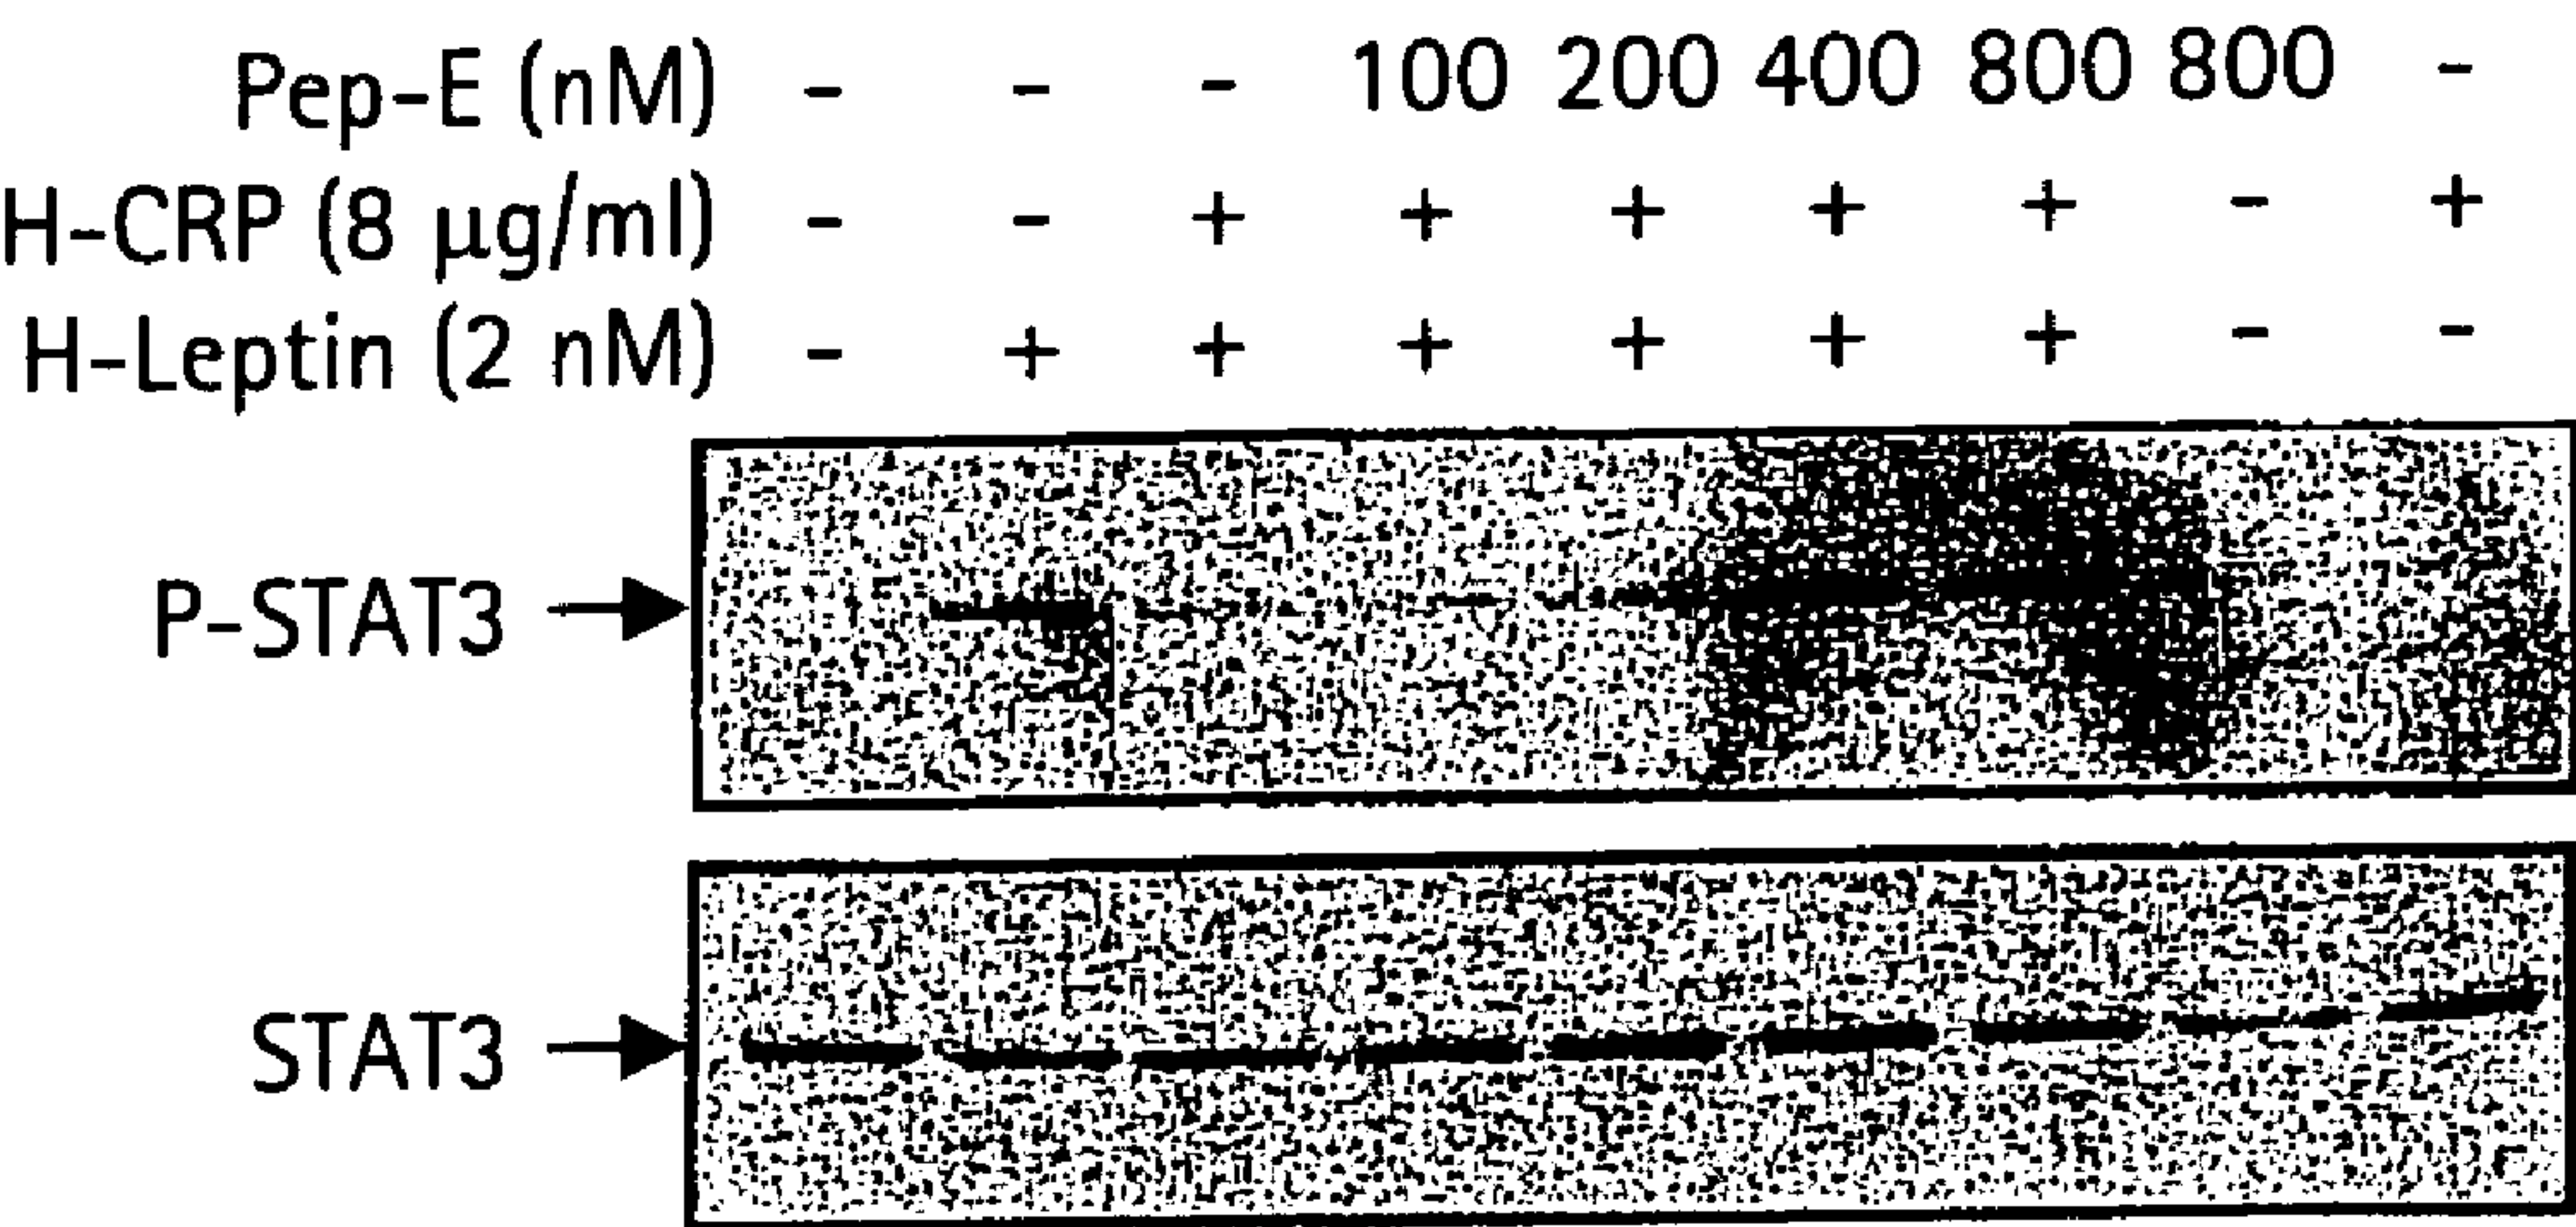 Pep-E (nM) - - - 100 200 400 800 800 -
H-CRP (8 µg/ml) - - + + + + + - +
H-Leptin (2 nM) - + + + + + + - -
P-STAT3
STAT3